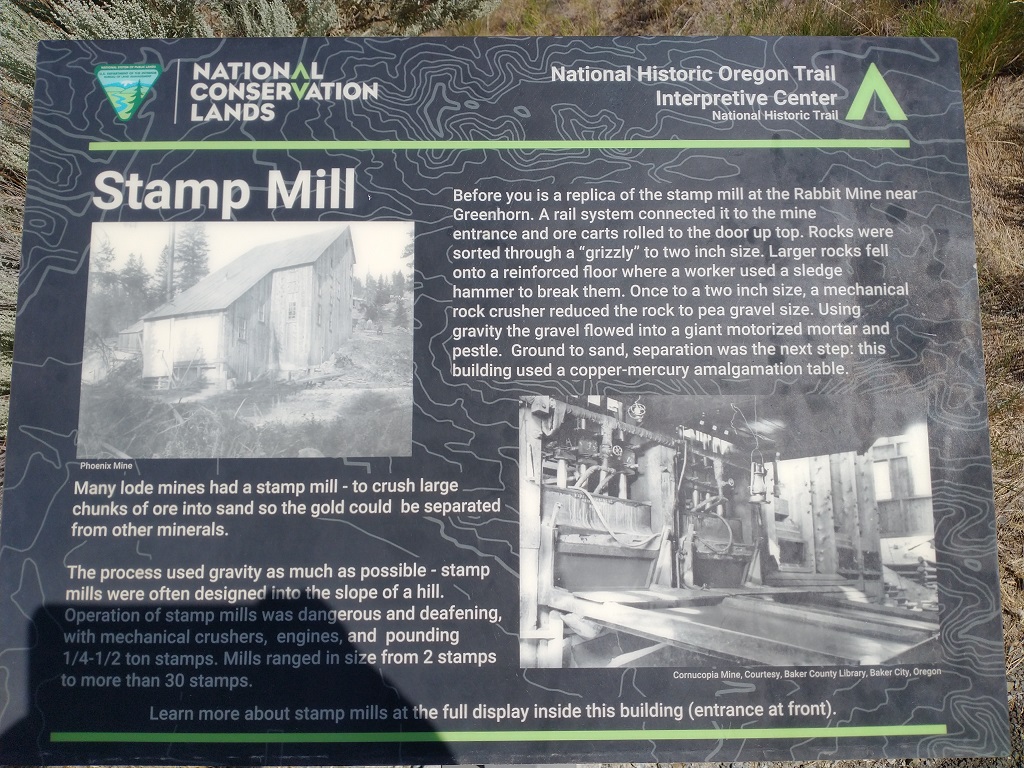 NATIONAL
CONSERVATION
LANDS
National Historic Oregon Trail
Interpretive Center
National Historic Trail
Stamp Mill
Phoenix Mine
Many lode mines had a stamp mill - to crush large
chunks of ore into sand so the gold could  be separated
from other minerals.
The process used gravity as much as possible - stamp
mills were often designed into the slope of a hill.
Operation of stamp mills was dangerous and deafening,
with mechanical crushers,  engines, and  pounding
1/4-1/2 ton stamps. Mills ranged in size from 2 stamps
to more than 30 stamps.
Before you is a replica of the stamp mill at the Rabbit Mine near
Greenhorn. A rail system connected it to the mine
entrance and ore carts rolled to the door up top. Rocks were
sorted through a “grizzly” to two inch size. Larger rocks fell
onto a reinforced floor where a worker used a sledge
hammer to break them. Once to a two inch size, a mechanical
rock crusher reduced the rock to pea gravel size. Using
gravity the gravel flowed into a giant motorized mortar and
pestle.  Ground to sand, separation was the next step: this
building used a copper-mercury amalgamation table.
Cornucopia Mine, Courtesy, Baker County Library, Baker City, Oregon
Learn more about stamp mills at the full display inside this building (entrance at front).